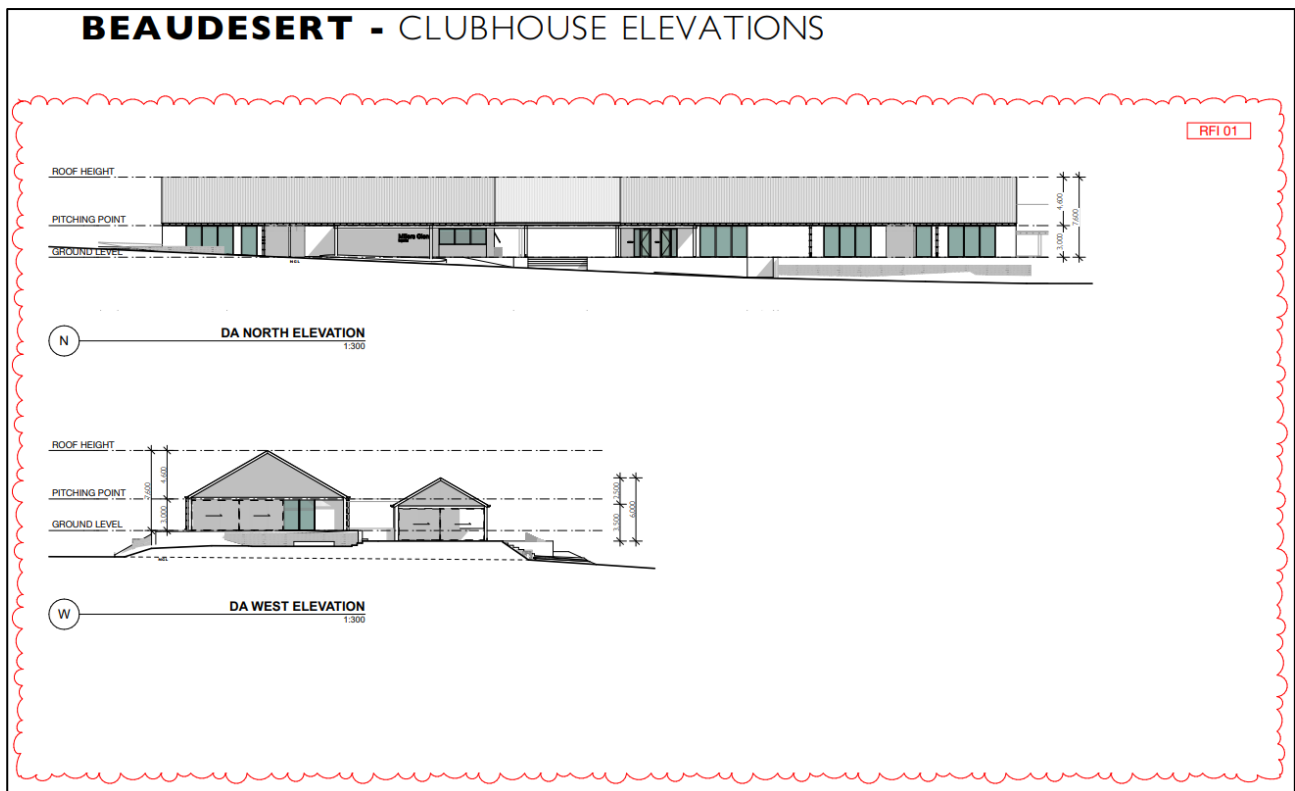 BEAUDESERT - CLUBHOUSE ELEVATIONS
RFI 01
ROOF HEIGHT
PITCHING POINT
GROUND LEVEL
NGL
4,600
3,000
7,600
N
DA NORTH ELEVATION
1:300
ROOF HEIGHT
PITCHING POINT
GROUND LEVEL
7,600
4,600
3,000
2,500
3,500
6,000
NGL
W
DA WEST ELEVATION
1:300